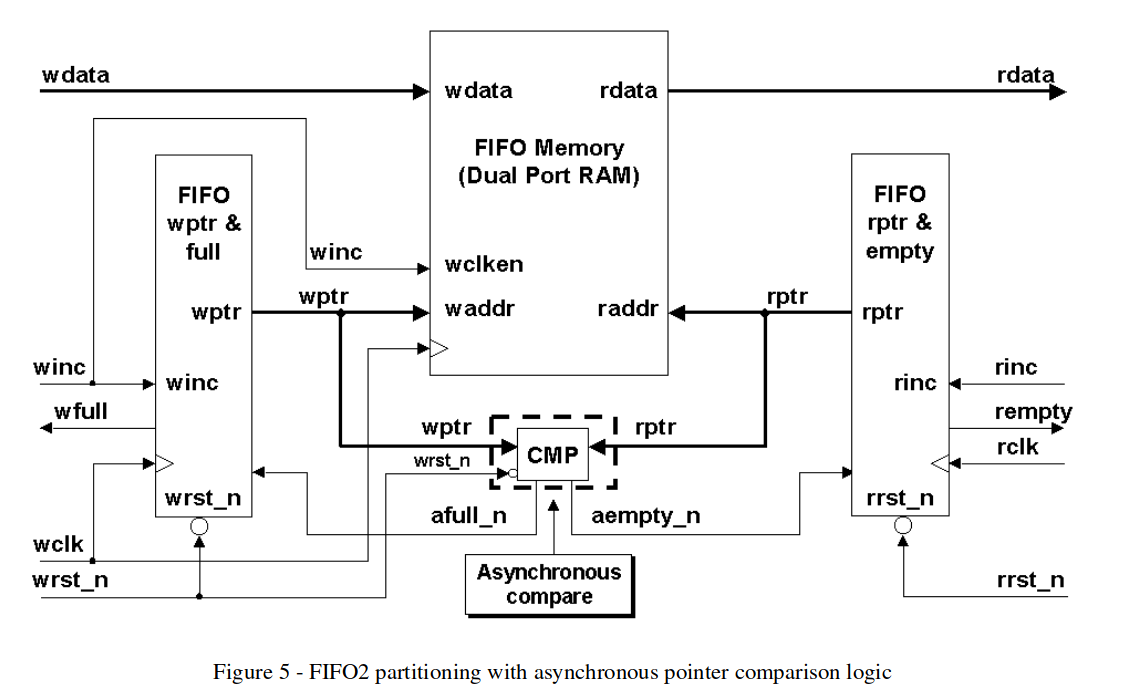 wdata
rdata
wdata
rdata
FIFO Memory
(Dual Port RAM)
FIFO
wptr &
full
FIFO
rptr &
empty
winc
wclken
wptr
rptr
wptr
waddr
raddr
rptr
winc
winc
rinc
rinc
wfull
rempty
wptr
rptr
wrst_n
CMP
rclk
wrst_n
rrst_n
afull_n
aempty_n
wclk
wrst_n
rrst_n
Asynchronous
compare
Figure 5 - FIFO2 partitioning with asynchronous pointer comparison logic